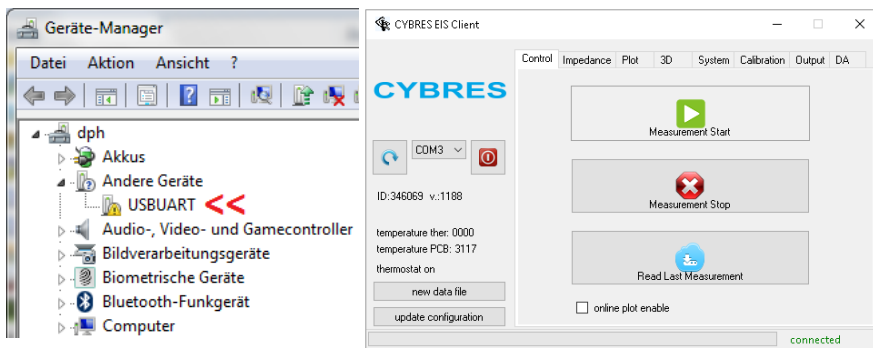 Geräte-Manager
Datei Aktion Ansicht ?
dph
Akkus
Andere Geräte
USBUART <<
Audio-, Video- und Gamecontroller
Bildverarbeitungsgeräte
Biometrische Geräte
Bluetooth-Funkgerät
Computer
CYBRES EIS Client
CYBRES
COM3
ID:346069 v.:1188
temperature ther: 0000
temperature PCB: 3117
thermostat on
new data file
update configuration
Control Impedance Plot 3D System Calibration Output DA
Measurement Start
Measurement Stop
Read Last Measurement
online plot enable
connected